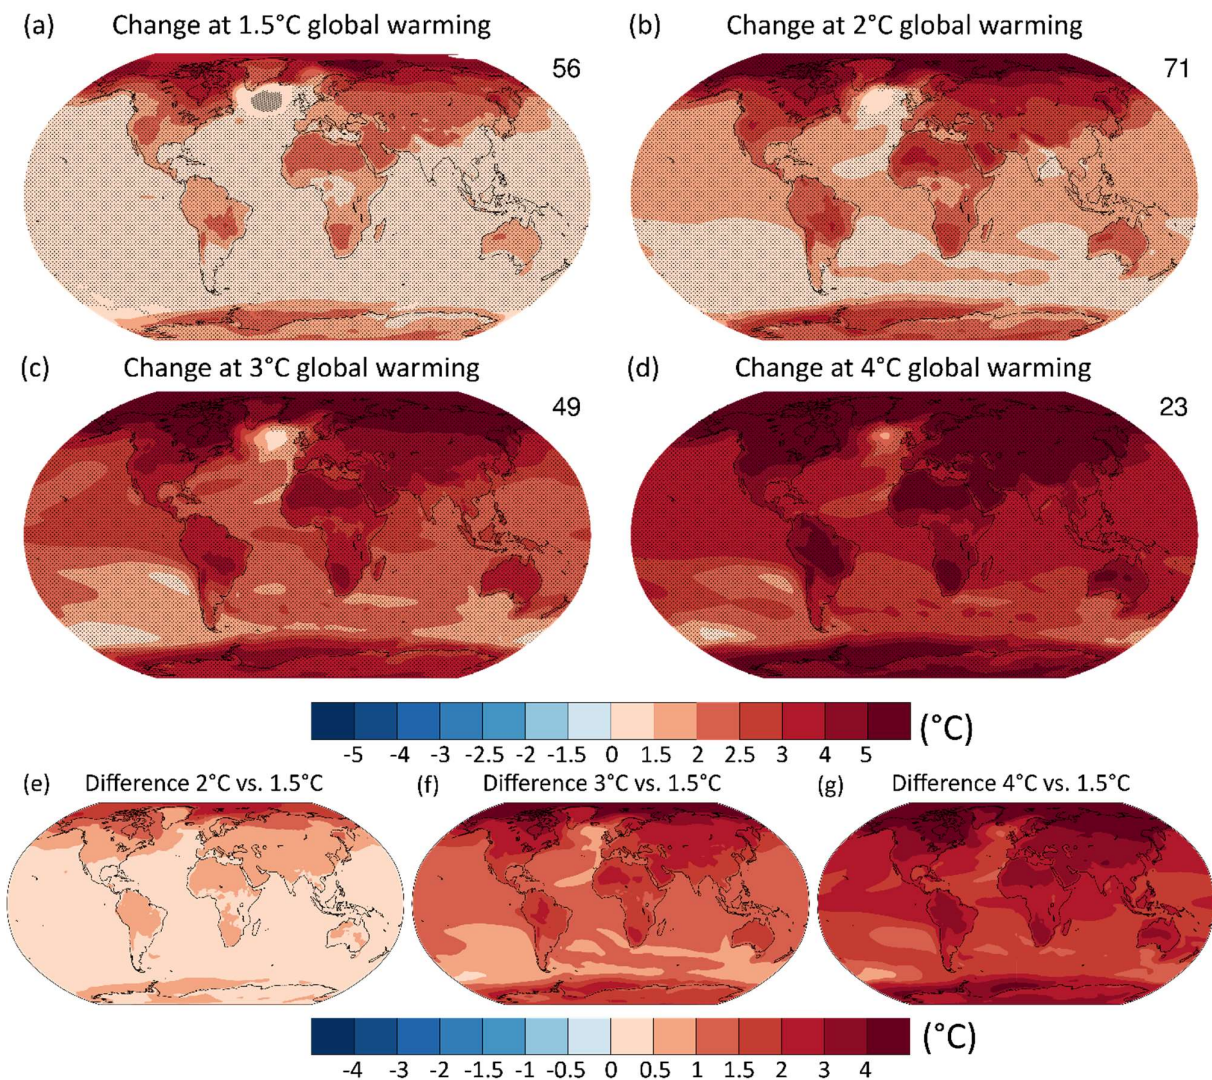 (a) Change at 1.5°C global warming
56
(b) Change at 2°C global warming
71
(c) Change at 3°C global warming
49
(d) Change at 4°C global warming
23
-5 -4 -3 -2.5 -2 -1.5 0 1.5 2 2.5 3 4 5 (°C)
(e) Difference 2°C vs. 1.5°C
(f) Difference 3°C vs. 1.5°C
(g) Difference 4°C vs. 1.5°C
-4 -3 -2 -1.5 -1 -0.5 0 0.5 1 1.5 2 3 4 (°C)